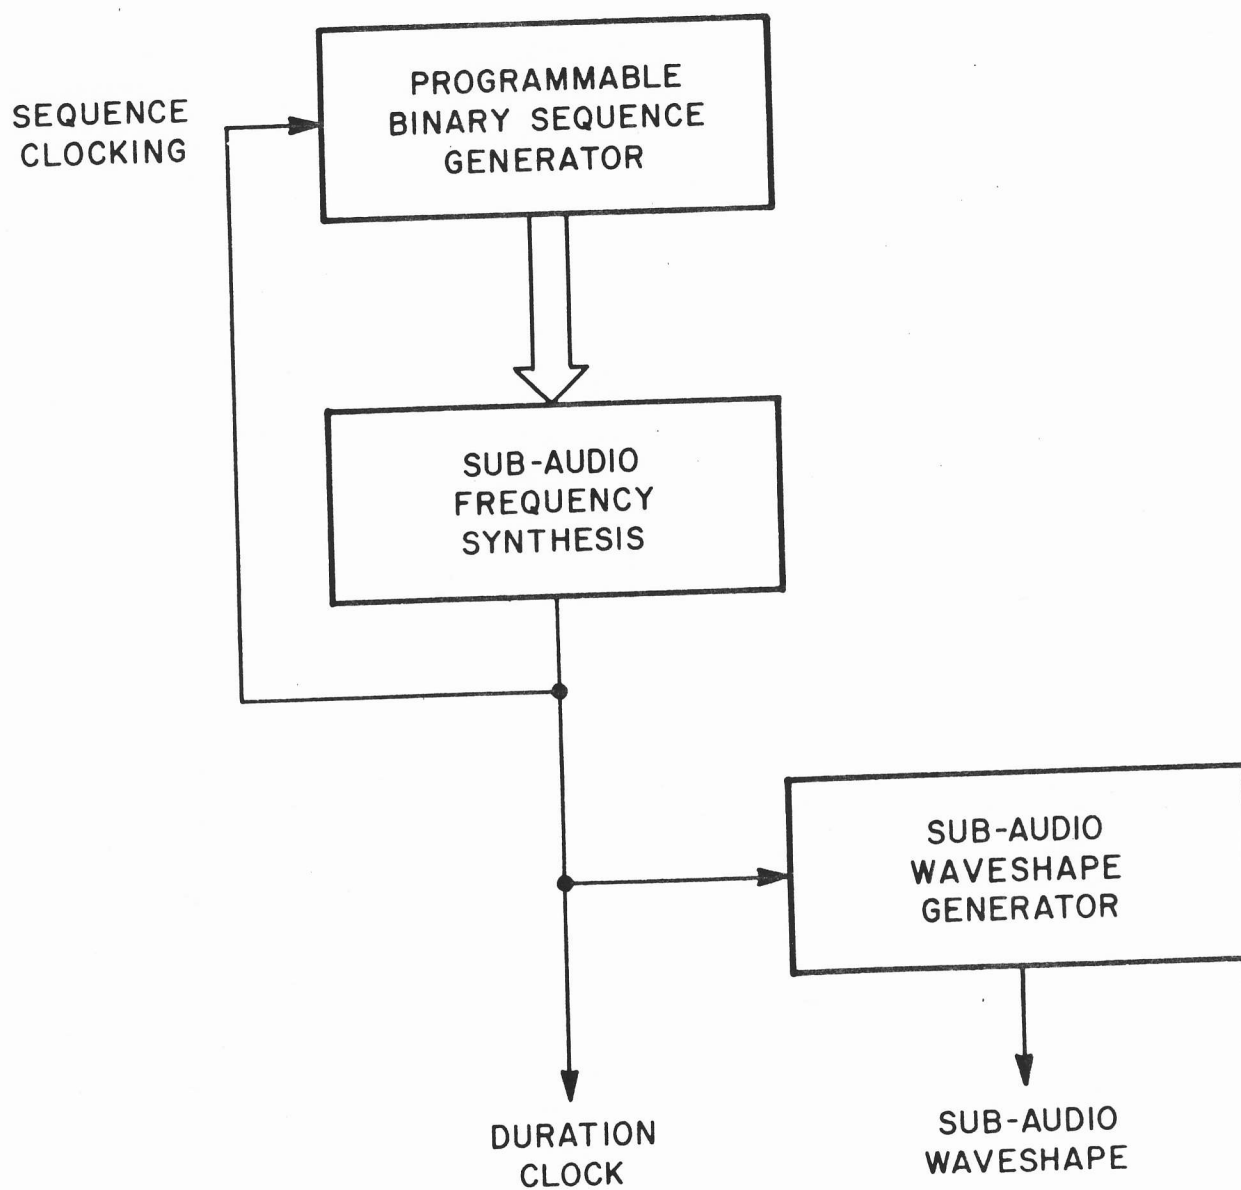 SEQUENCE
CLOCKING
PROGRAMMABLE
BINARY SEQUENCE
GENERATOR
SUB-AUDIO
FREQUENCY
SYNTHESIS
SUB-AUDIO
WAVESHAPE
GENERATOR
DURATION
CLOCK
SUB-AUDIO
WAVESHAPE